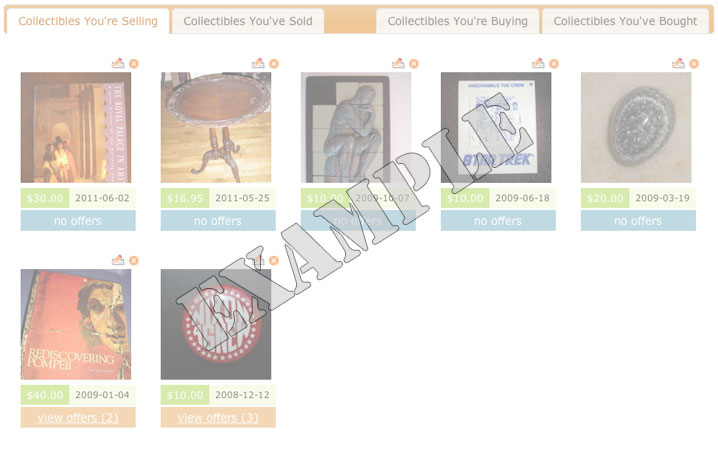 Collectibles You're Selling
Collectibles You've Sold
Collectibles You're Buying
Collectibles You've Bought
THE ROYAL PALACE IN AMS
UNSCRAMBLE THE CREW
STAR TREK
$30.00 2011-06-02
$16.95 2011-05-25
$10.00 2009-10-07
$10.00 2009-06-18
$20.00 2009-03-19
no offers
no offers
no offers
no offers
no offers
EXAMPLE
REDISCOVERING
POMPEII
$40.00 2009-01-04
$10.00 2008-12-12
view offers (2)
view offers (3)